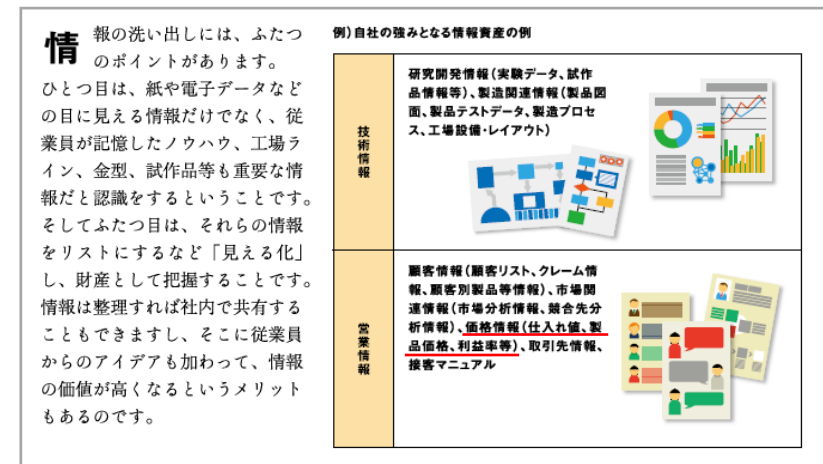 情報の洗い出しには、ふたつ
のポイントがあります。
ひとつ目は、紙や電子データなど
の目に見える情報だけでなく、従
業員が記憶したノウハウ、工場ラ
イン、金型、試作品等も重要な情
報だと認識をするということです。
そしてふたつ目は、それらの情報
をリストにするなど「見える化」
し、財産として把握することです。
情報は整理すれば社内で共有する
こともできますし、そこに従業員
からのアイデアも加わって、情報
の価値が高くなるというメリット
もあるのです。
例）自社の強みとなる情報資産の例
技術情報
研究開発情報（実験データ、試作
品情報等）、製造関連情報（製品図
面、製品テストデータ、製造プロセ
ス、工場設備・レイアウト）
営業情報
顧客情報（顧客リスト、クレーム情
報、顧客別製品等情報）、市場関
連情報（市場分析情報、競合先分
析情報）、価格情報（仕入れ値、製
品価格、利益率等）、取引先情報、
接客マニュアル